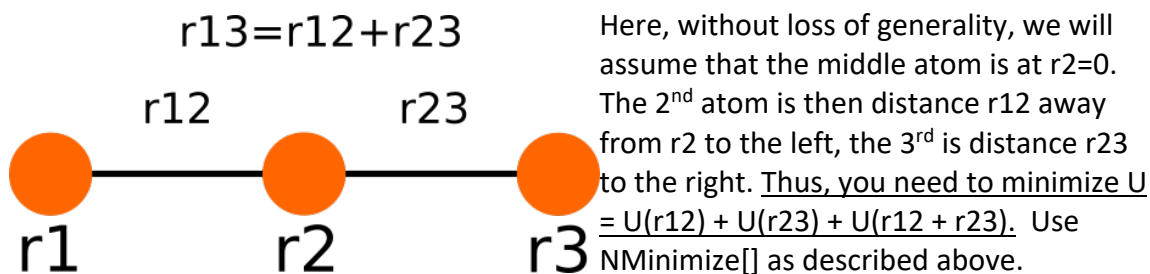 r13=r12+r23
r12
r23
r1
r2
r3
Here, without loss of generality, we will
assume that the middle atom is at r2=0.
The 2nd atom is then distance r12 away
from r2 to the left, the 3rd is distance r23
to the right. Thus, you need to minimize U
= U(r12) + U(r23) + U(r12 + r23). Use
NMinimize[] as described above.